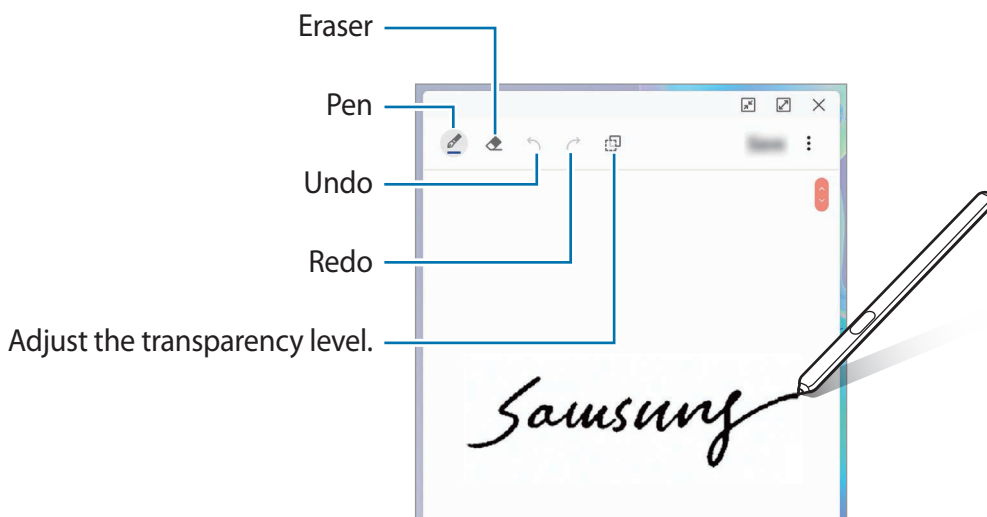 Eraser
Pen
Undo
Redo
Adjust the transparency level.
Samsung